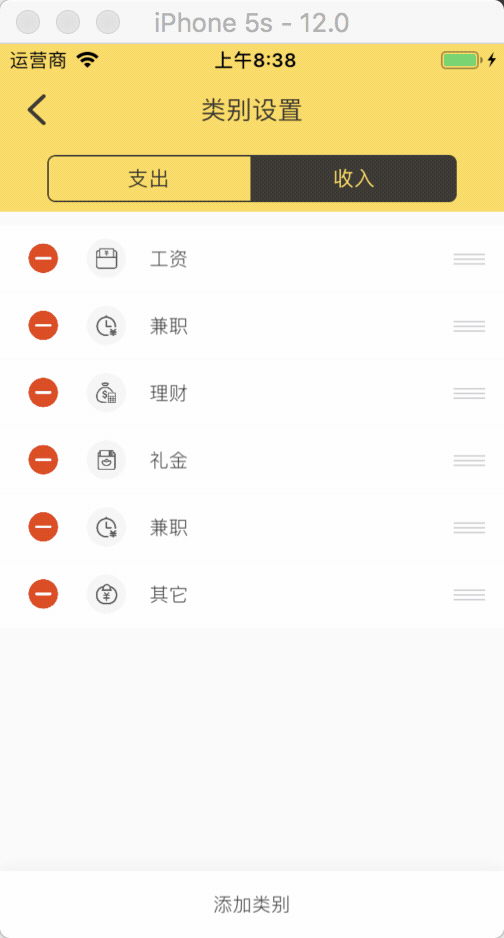 iPhone 5s - 12.0
运营商 上午8:38
类别设置
支出 收入
工资
兼职
理财
礼金
兼职
其它
添加类别